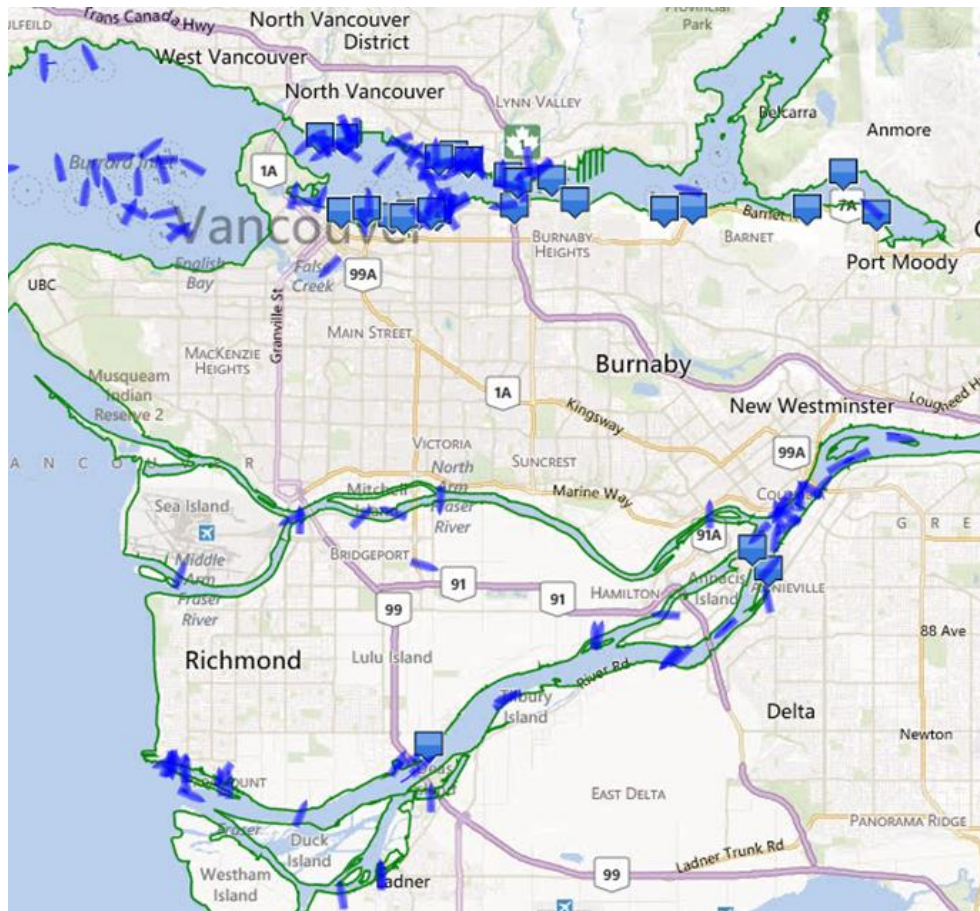 Trans Canada Hwy
North Vancouver
District
Provincial
Park
West Vancouver
North Vancouver
LYNN VALLEY
Belcarra
Anmore
1
1A
Burrard Inlet
7A
Vancouver
Barnet
BURNABY
HEIGHTS
BARNET
Port Moody
English
Bay
False
Creek
99A
UBC
Granville St
MAIN STREET
MACKENZIE
HEIGHTS
Burnaby
Musqueam
Indian
Reserve 2
1A
Kingsway
New Westminster
99A
VICTORIA
SUNCREST
North
Arm
Fraser
River
Marine Way
Sea Island
BRIDGEPORT
91A
Middle
Arm
Fraser
River
91
91
HAMILTON
Annacis
Island
99
88 Ave
Richmond
Lulu Island
River Rd
Tilbury
Island
Delta
Newton
EAST DELTA
PANORAMA RIDGE
Duck
Island
Westham
Island
Ladner
99
Ladner Trunk Rd